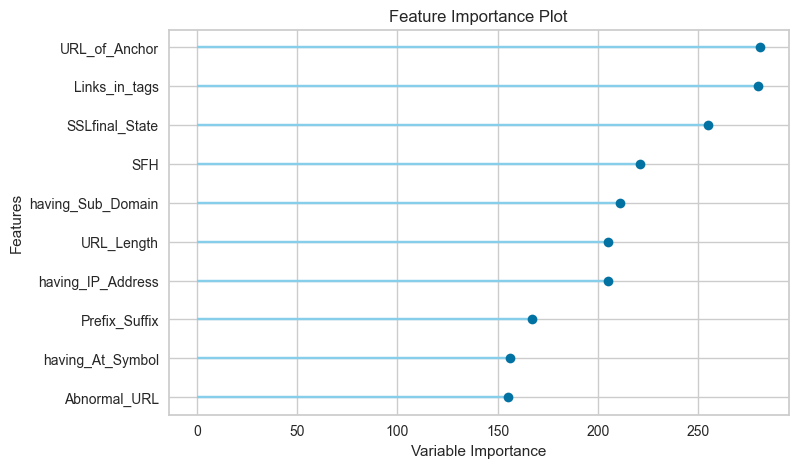 Feature Importance Plot
Features
URL_of_Anchor
Links_in_tags
SSLfinal_State
SFH
having_Sub_Domain
URL_Length
having_IP_Address
Prefix_Suffix
having_At_Symbol
Abnormal_URL
0 50 100 150 200 250
Variable Importance